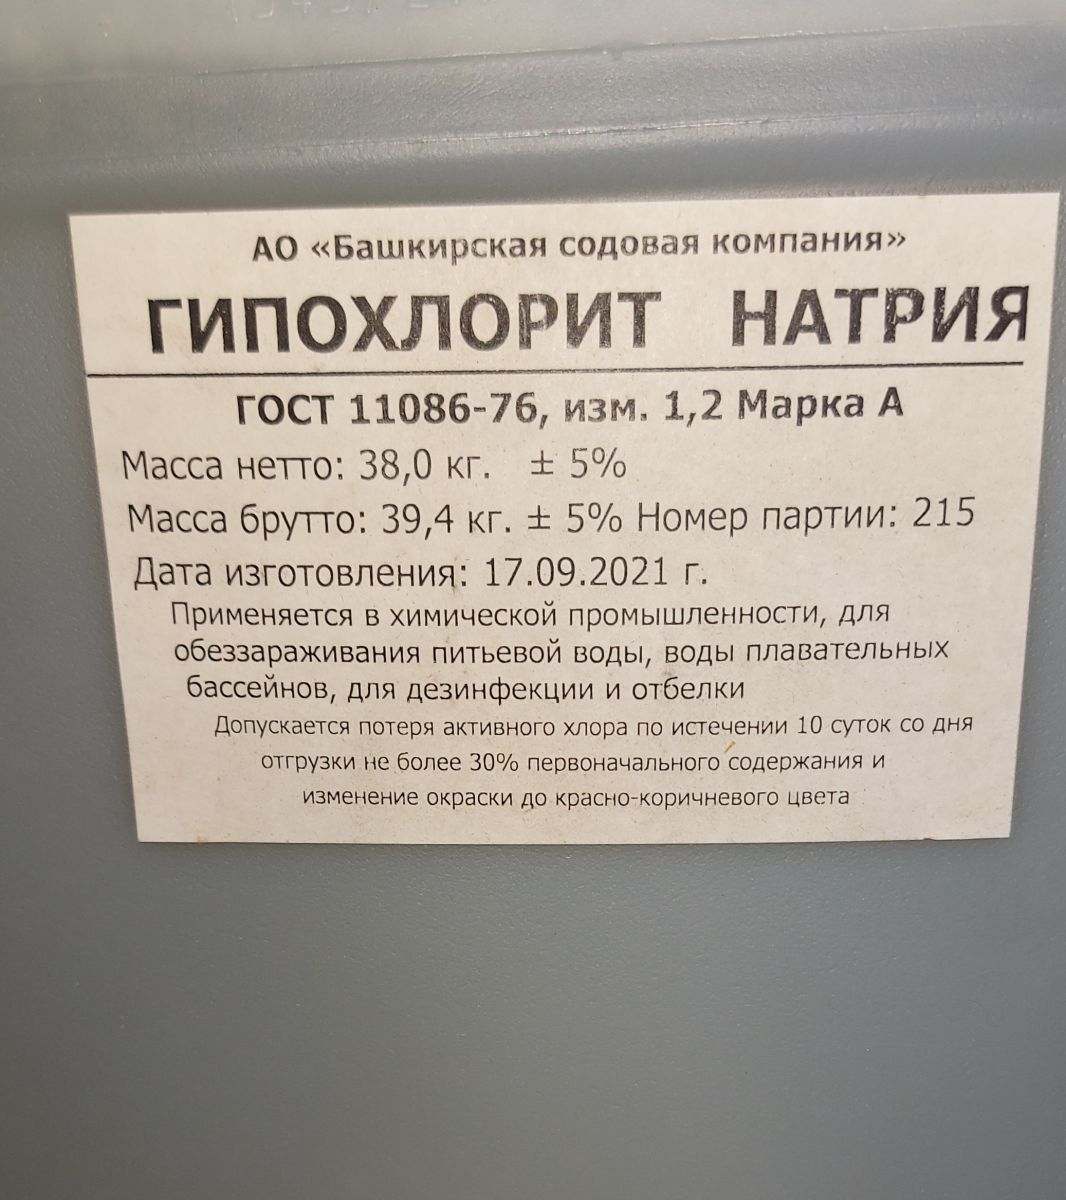 АО «Башкирская содовая компания»
ГИПОХЛОРИТ НАТРИЯ
ГОСТ 11086-76, изм. 1,2 Марка А
Масса нетто: 38,0 кг. ± 5%
Масса брутто: 39,4 кг. ± 5% Номер партии: 215
Дата изготовления: 17.09.2021 г.
Применяется в химической промышленности, для
обеззараживания питьевой воды, воды плавательных
бассейнов, для дезинфекции и отбелки
Допускается потеря активного хлора по истечении 10 суток со дня
отгрузки не более 30% первоначального содержания и
изменение окраски до красно-коричневого цвета